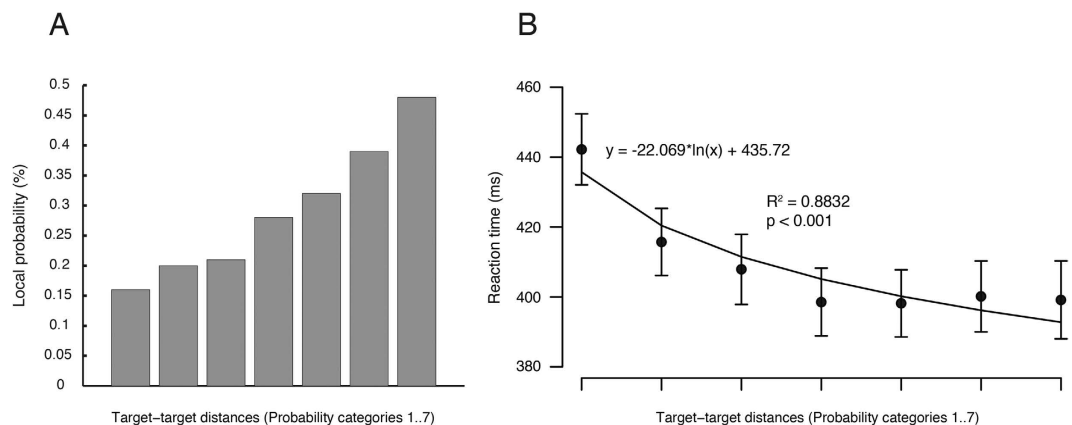 A
0.5
0.45
0.4
0.35
0.3
0.25
0.2
0.15
0.1
0.05
0
Local probability (%)
Target–target distances (Probability categories 1..7)
B
460
440
420
400
380
Reaction time (ms)
y = -22.069*ln(x) + 435.72
R² = 0.8832
p < 0.001
Target–target distances (Probability categories 1..7)